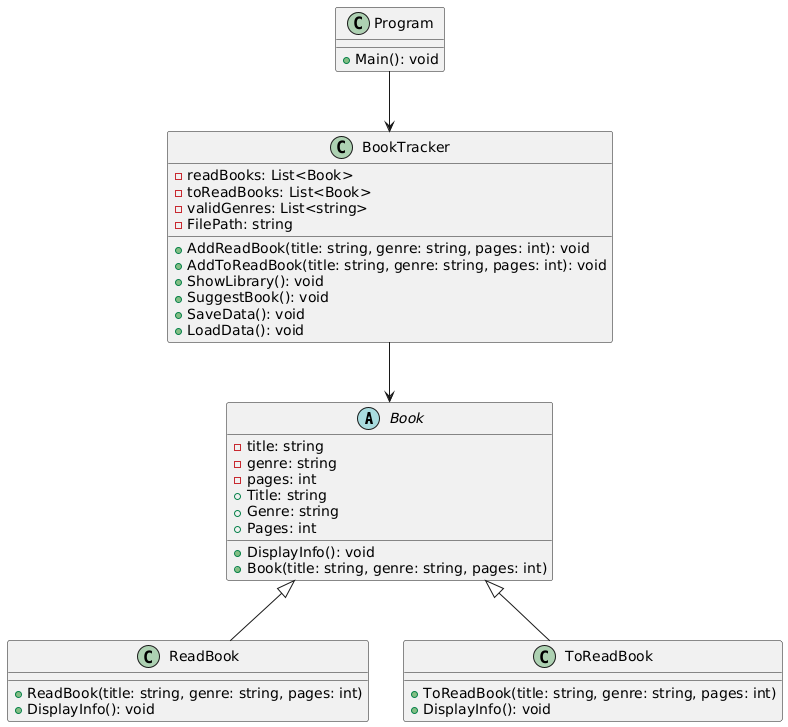 C Program
Main(): void
C BookTracker
readBooks: List<Book>
toReadBooks: List<Book>
validGenres: List<string>
FilePath: string
AddReadBook(title: string, genre: string, pages: int): void
AddToReadBook(title: string, genre: string, pages: int): void
ShowLibrary(): void
SuggestBook(): void
SaveData(): void
LoadData(): void
A Book
title: string
genre: string
pages: int
Title: string
Genre: string
Pages: int
DisplayInfo(): void
Book(title: string, genre: string, pages: int)
C ReadBook
ReadBook(title: string, genre: string, pages: int)
DisplayInfo(): void
C ToReadBook
ToReadBook(title: string, genre: string, pages: int)
DisplayInfo(): void